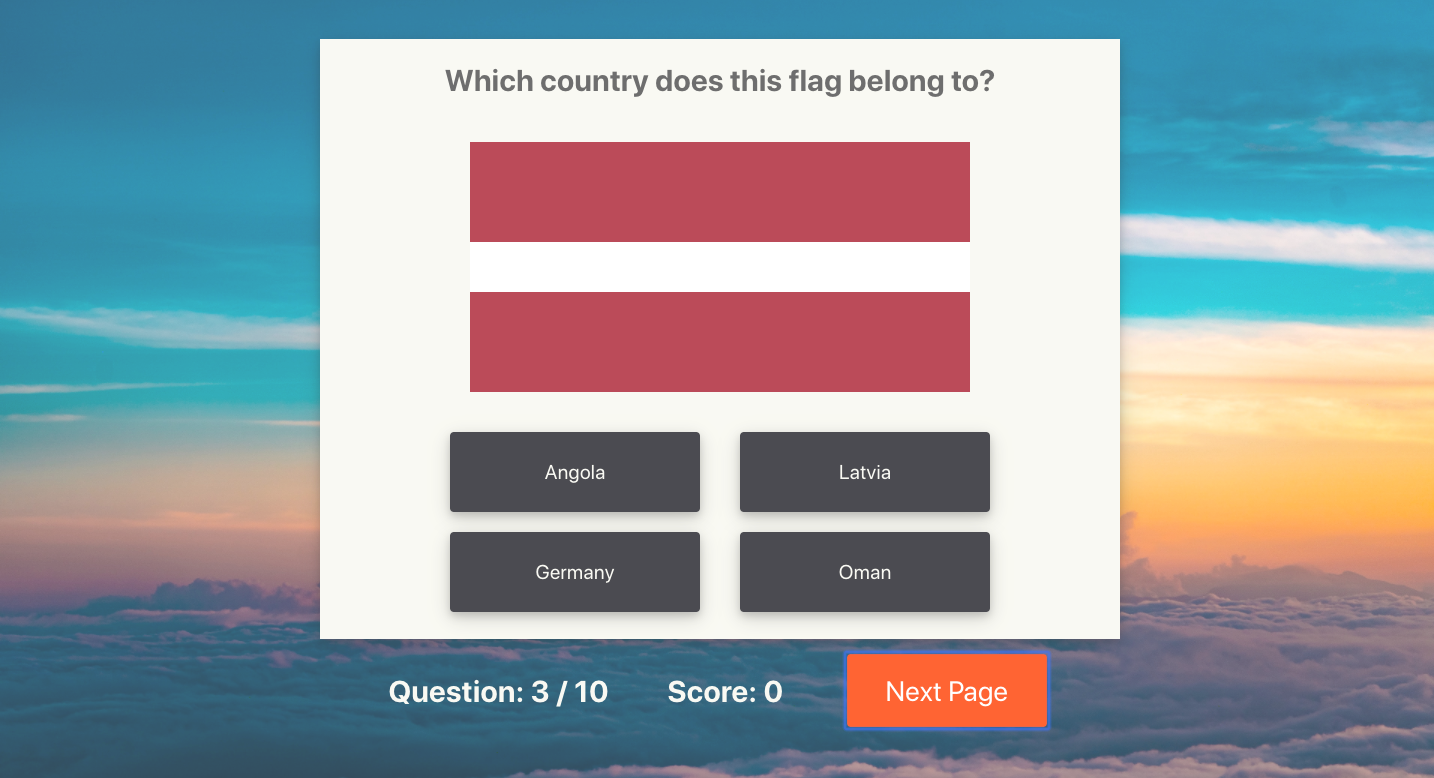 Which country does this flag belong to?
Angola
Latvia
Germany
Oman
Question: 3 / 10
Score: 0
Next Page